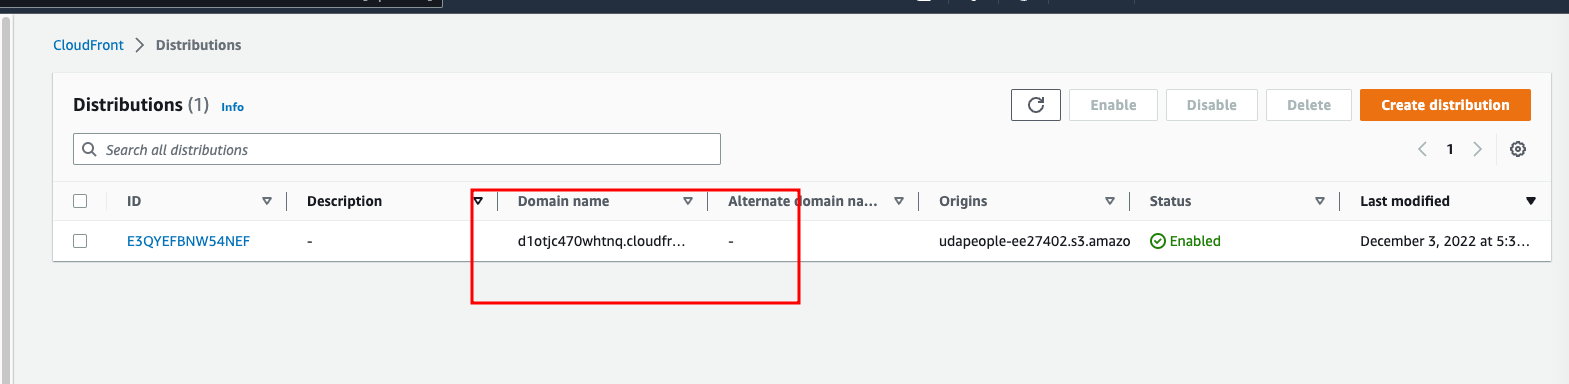 CloudFront > Distributions
Distributions (1) Info
Enable Disable Delete Create distribution
Search all distributions
1
ID Description Domain name Alternate domain na... Origins Status Last modified
E3QYEFBNW54NEF - d1otjc470whtnq.cloudfr... - udapeople-ee27402.s3.amazo Enabled December 3, 2022 at 5:3...